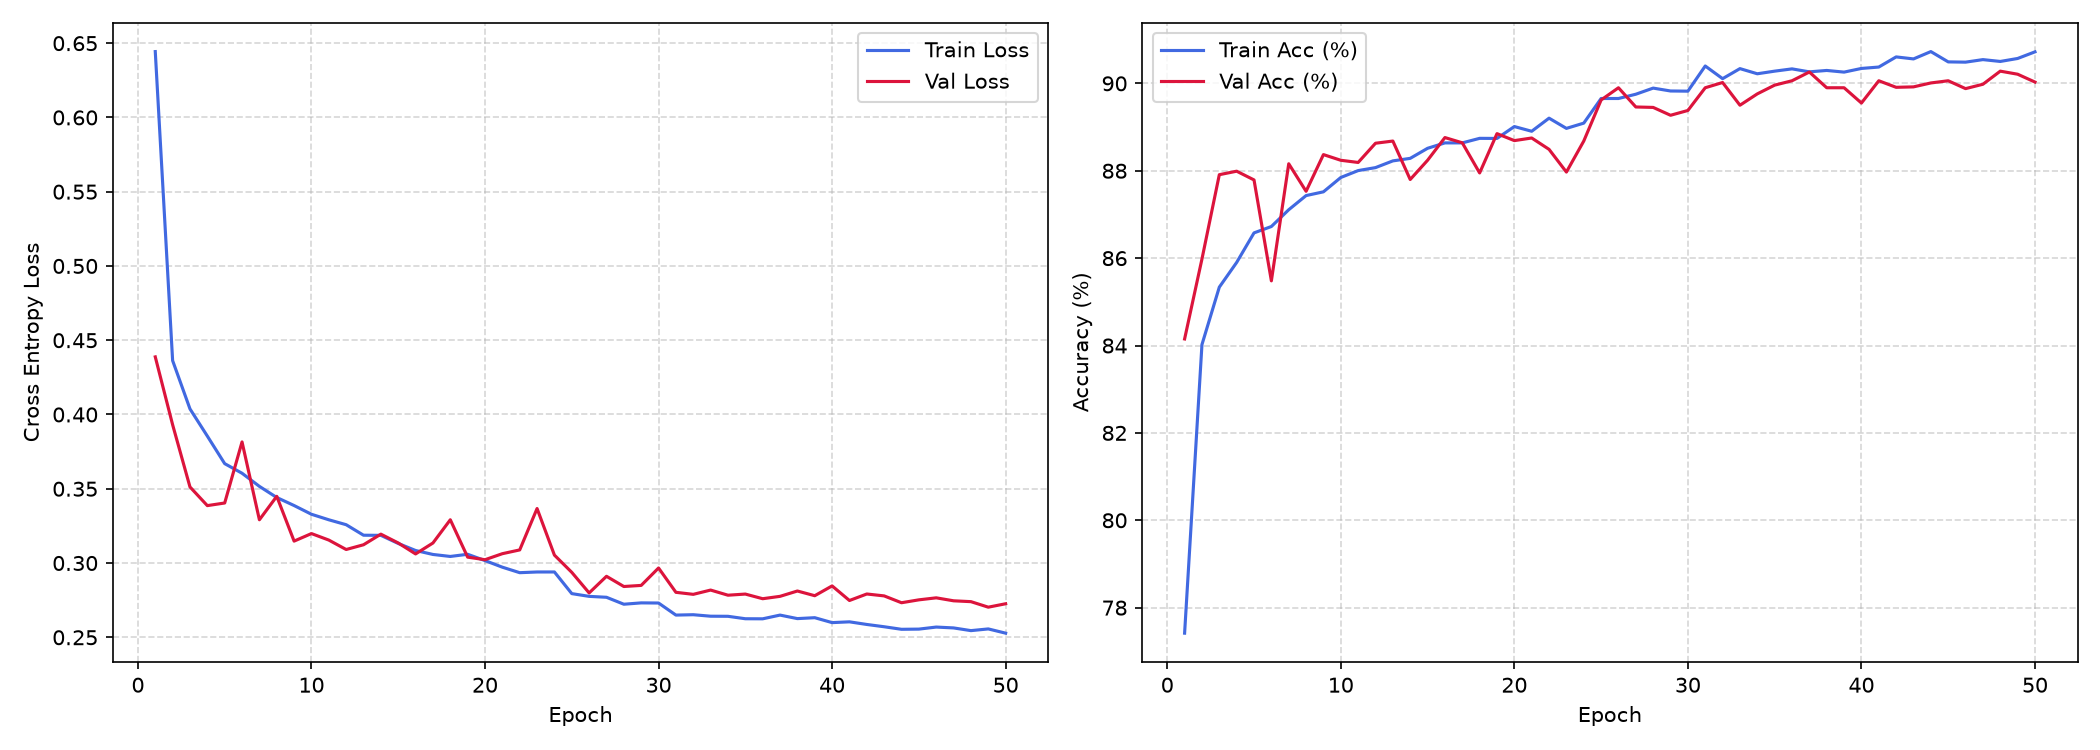 Cross Entropy Loss
0.65
0.60
0.55
0.50
0.45
0.40
0.35
0.30
0.25
Train Loss
Val Loss
0 10 20 30 40 50
Epoch
Accuracy (%)
90
88
86
84
82
80
78
Train Acc (%)
Val Acc (%)
0 10 20 30 40 50
Epoch